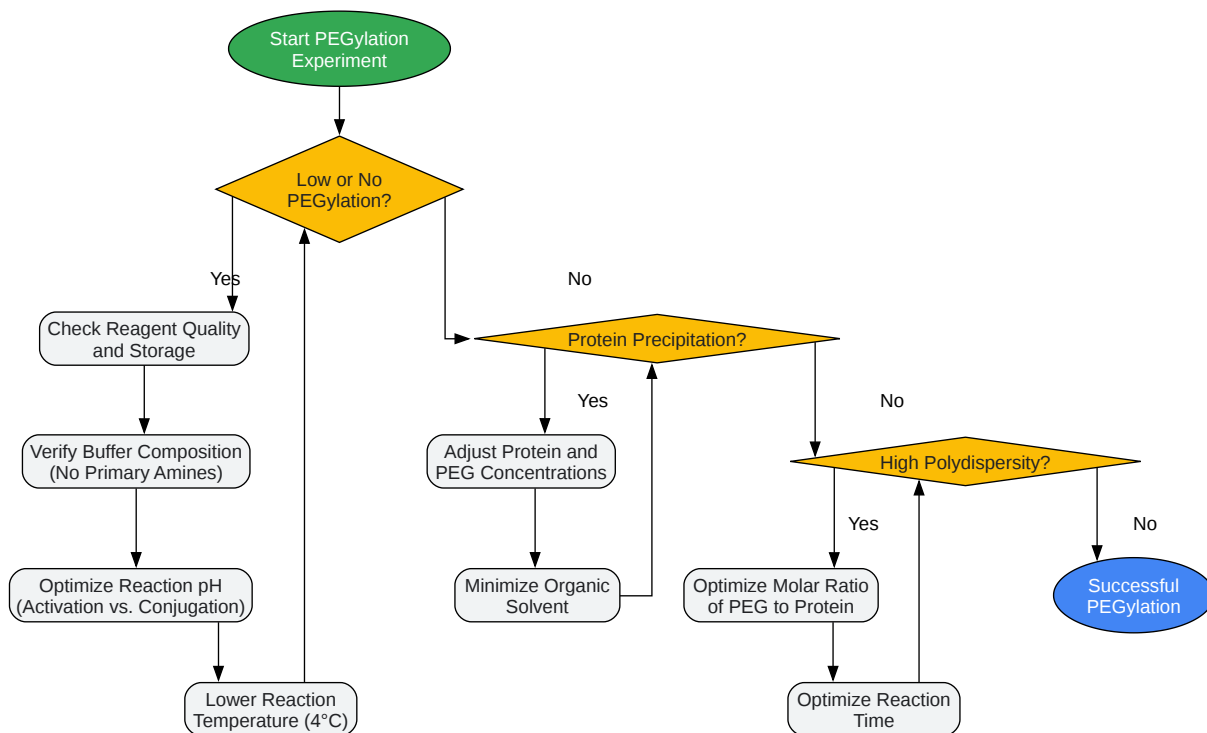 Start PEGylation
Experiment
Low or No
PEGylation?
Yes
No
Check Reagent Quality
and Storage
Protein Precipitation?
Yes
No
Verify Buffer Composition
(No Primary Amines)
Adjust Protein and
PEG Concentrations
High Polydispersity?
Yes
No
Optimize Reaction pH
(Activation vs. Conjugation)
Minimize Organic
Solvent
Optimize Molar Ratio
of PEG to Protein
Successful
PEGylation
Lower Reaction
Temperature (4°C)
Optimize Reaction
Time